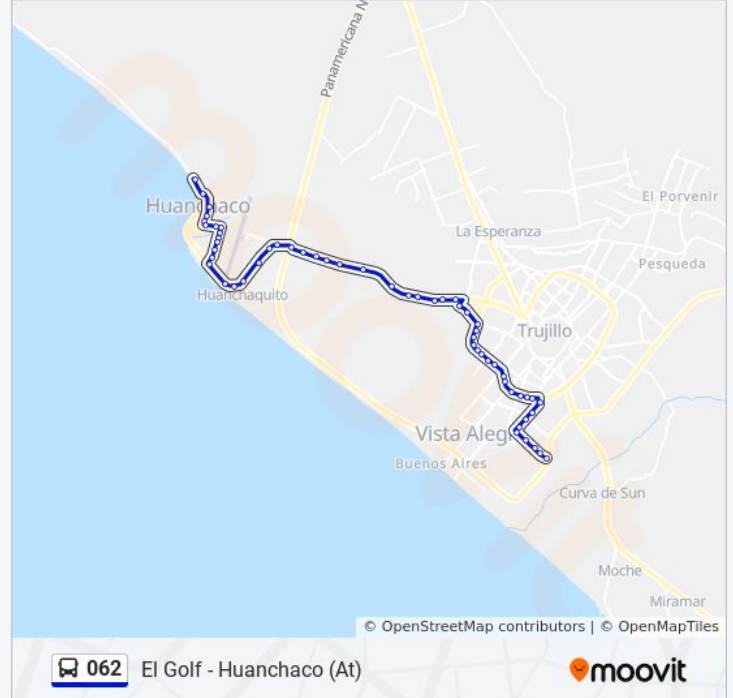 Panamericana N
Huanchaco
El Porvenir
La Esperanza
Pesqueda
Huanchaquito
Trujillo
Vista Aleg
Buenos Aires
Curva de Sun
Moche
Miramar
moovit
© OpenStreetMap contributors | © OpenMapTiles
062 El Golf - Huanchaco (At)
moovit